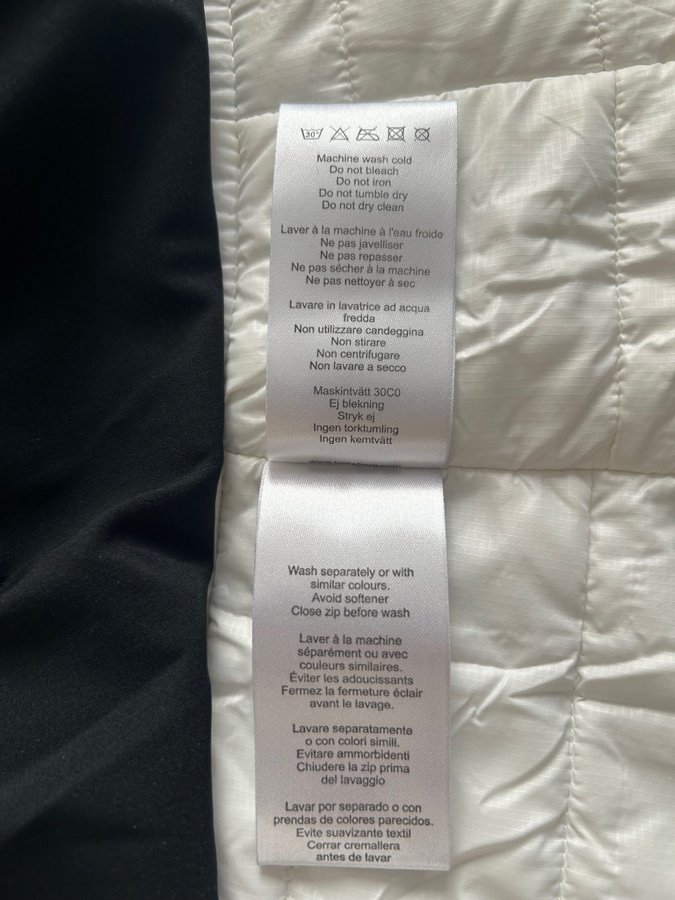 30°
Machine wash cold
Do not bleach
Do not iron
Do not tumble dry
Do not dry clean
Laver à la machine à l'eau froide
Ne pas javelliser
Ne pas repasser
Ne pas sécher à la machine
Ne pas nettoyer à sec
Lavare in lavatrice ad acqua
fredda
Non utilizzare candeggina
Non stirare
Non centrifugare
Non lavare a secco
Maskintvätt 30C0
Ej blekning
Stryk ej
Ingen torktumling
Ingen kemtvätt
Wash separately or with
similar colours.
Avoid softener
Close zip before wash
Laver à la machine
séparément ou avec
couleurs similaires.
Éviter les adoucissants
Fermez la fermeture éclair
avant le lavage.
Lavare separatamente
o con colori simili.
Evitare ammorbidenti
Chiudere la zip prima
del lavaggio
Lavar por separado o con
prendas de colores parecidos.
Evite suavizante textil
Cerrar cremallera
antes de lavar